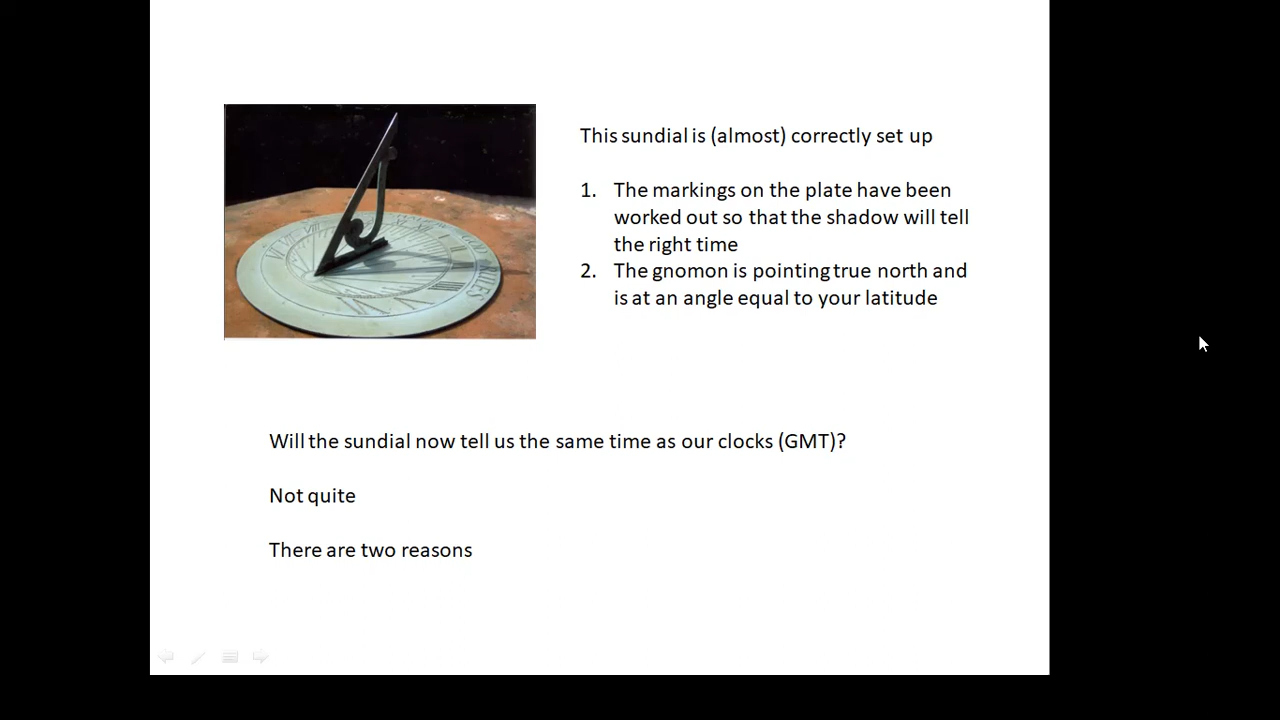 This sundial is (almost) correctly set up
1. The markings on the plate have been
worked out so that the shadow will tell
the right time
2. The gnomon is pointing true north and
is at an angle equal to your latitude
Will the sundial now tell us the same time as our clocks (GMT)?
Not quite
There are two reasons